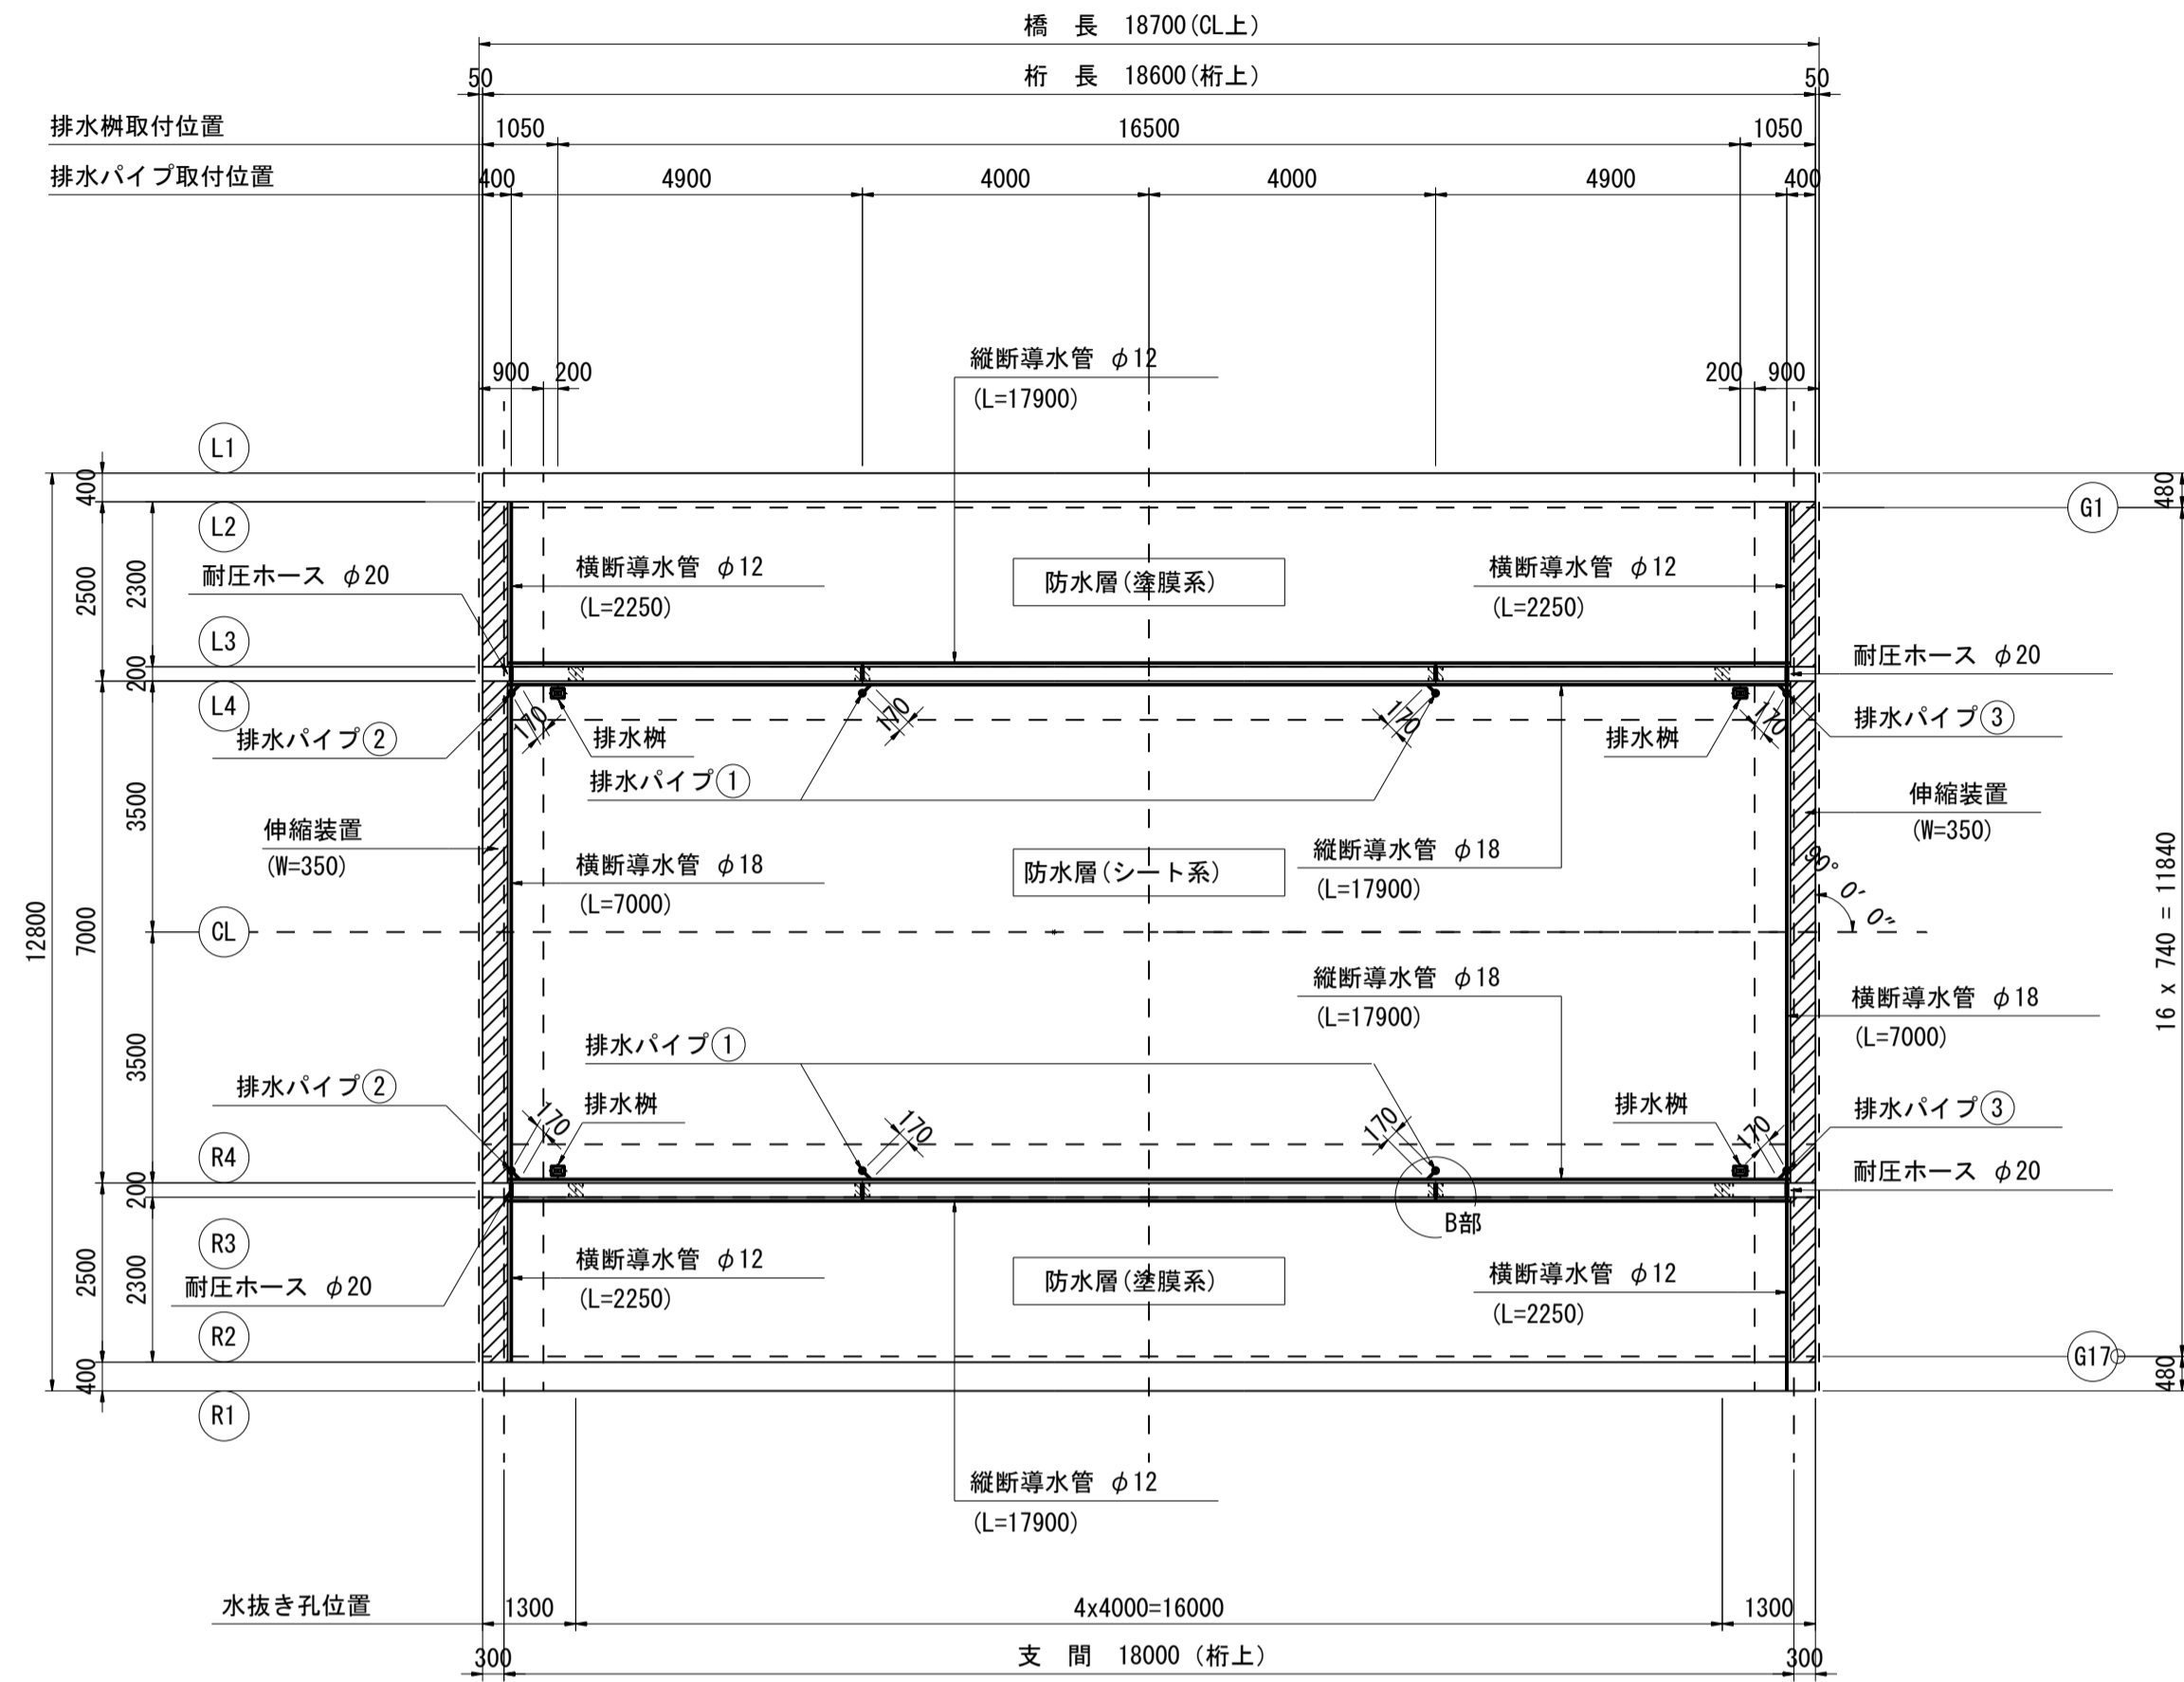 橋 長 18700(CL上)
50 桁 長 18600(桁上) 50
排水桝取付位置 1050 16500 1050
排水パイプ取付位置 400 4900 4000 4000 4900 400
縦断導水管 φ12
(L=17900)
900 200 200 900
L1
400 480
G1
L2
耐圧ホース φ20
横断導水管 φ12
(L=2250)
防水層(塗膜系)
横断導水管 φ12
(L=2250)
2500 2300
L3
200
耐圧ホース φ20
L4
排水パイプ②
170 170 170 170
排水桝
排水桝
排水パイプ③
排水パイプ①
3500
伸縮装置
(W=350)
伸縮装置
(W=350)
横断導水管 φ18
(L=7000)
防水層(シート系)
縦断導水管 φ18
(L=17900)
90° 0′ 0″
12800 7000
CL
16 x 740 = 11840
縦断導水管 φ18
(L=17900)
横断導水管 φ18
(L=7000)
3500
排水パイプ①
排水パイプ②
排水桝
排水桝
排水パイプ③
170 170 170 170
R4
耐圧ホース φ20
200
B部
R3
2500 2300
耐圧ホース φ20
横断導水管 φ12
(L=2250)
防水層(塗膜系)
横断導水管 φ12
(L=2250)
R2
G17
400 480
R1
縦断導水管 φ12
(L=17900)
水抜き孔位置 1300 4x4000=16000 1300
300 支 間 18000 (桁上) 300